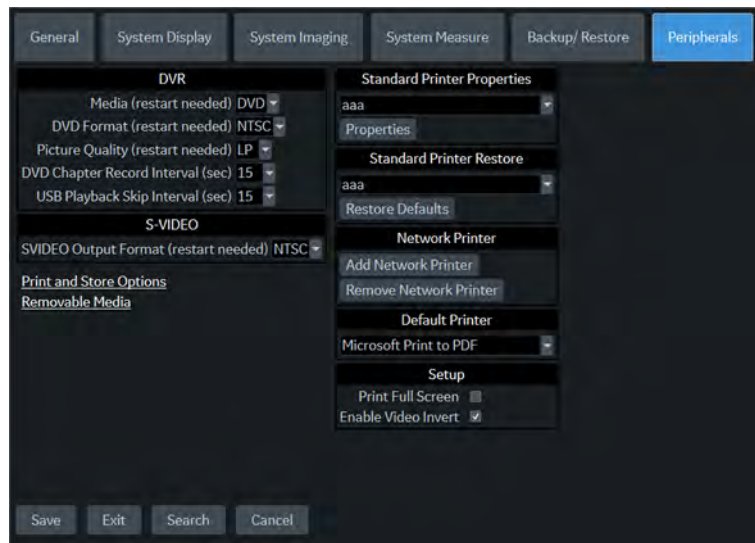 General
System Display
System Imaging
System Measure
Backup/ Restore
Peripherals
DVR
Media (restart needed) DVD
DVD Format (restart needed) NTSC
Picture Quality (restart needed) LP
DVD Chapter Record Interval (sec) 15
USB Playback Skip Interval (sec) 15
S-VIDEO
SVIDEO Output Format (restart needed) NTSC
Print and Store Options
Removable Media
Standard Printer Properties
aaa
Properties
Standard Printer Restore
aaa
Restore Defaults
Network Printer
Add Network Printer
Remove Network Printer
Default Printer
Microsoft Print to PDF
Setup
Print Full Screen
Enable Video Invert
Save
Exit
Search
Cancel